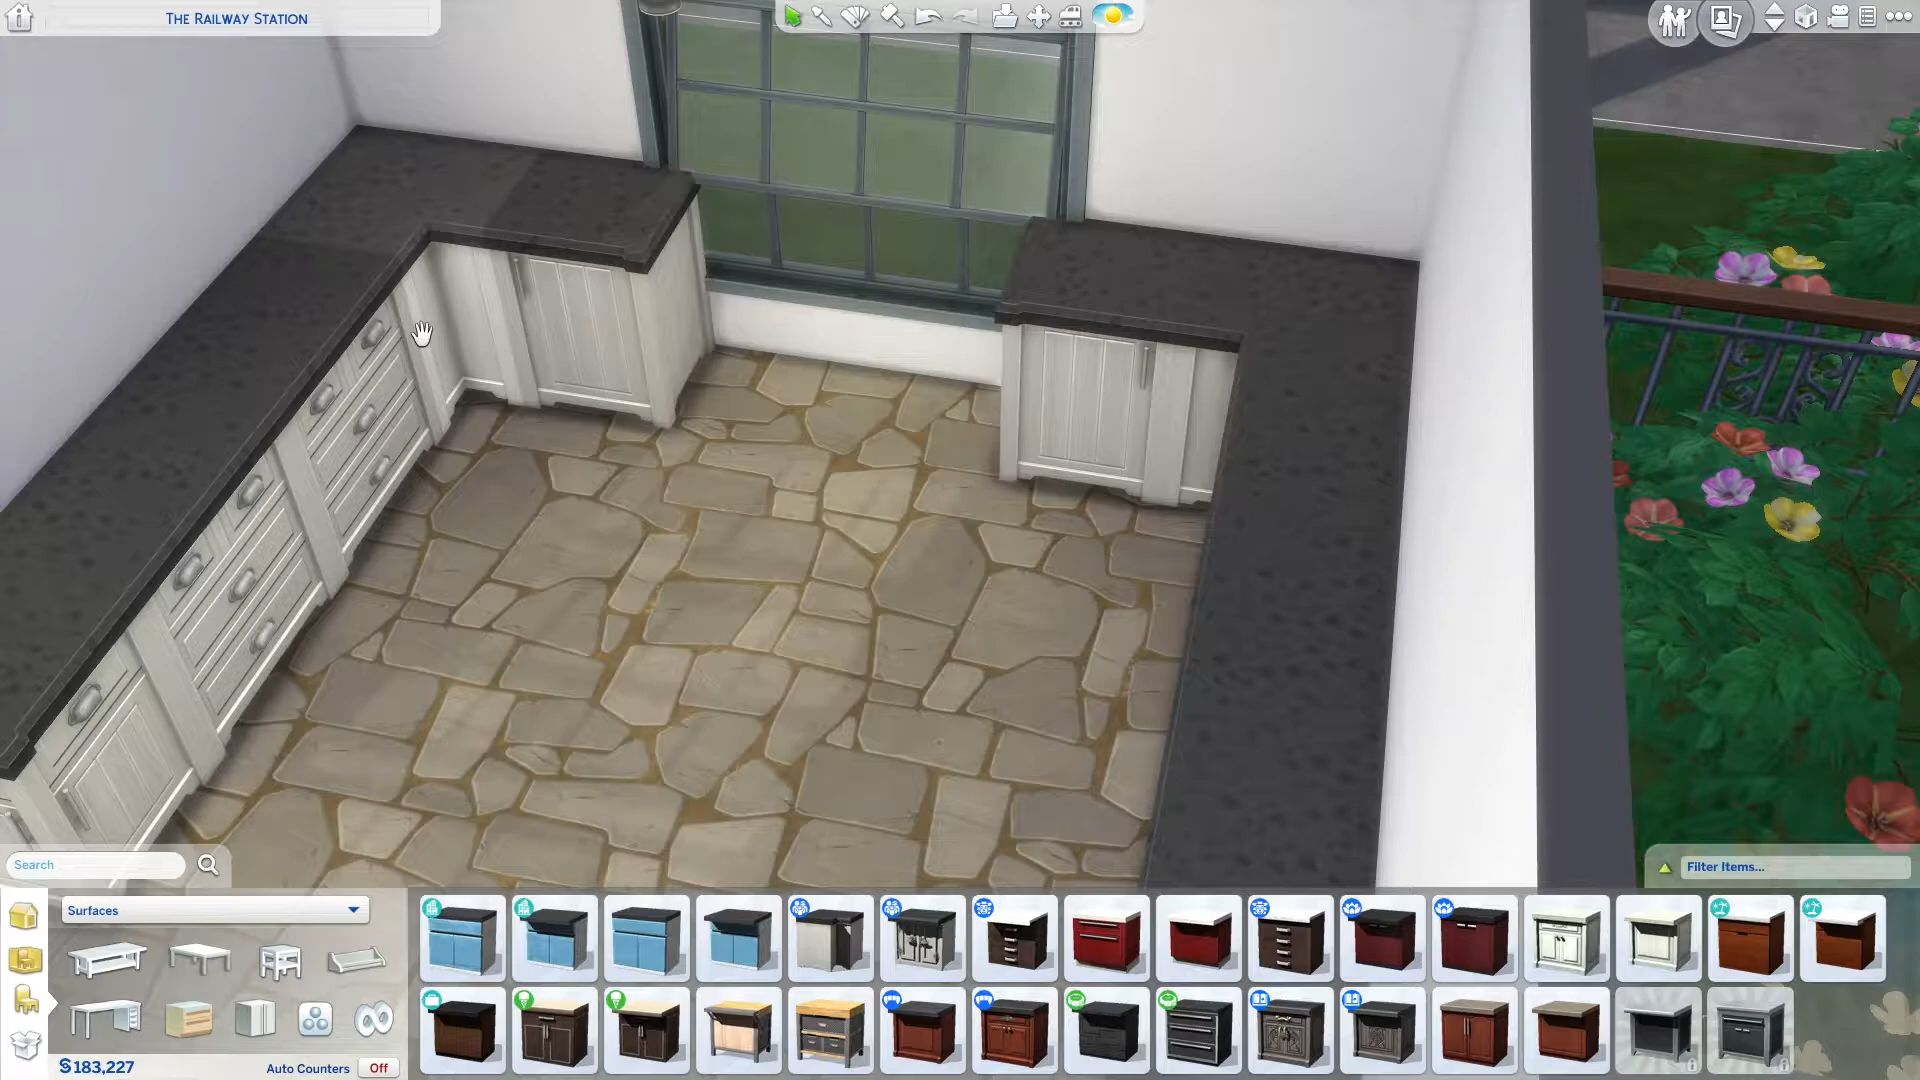 THE RAILWAY STATION
Search
Filter Items...
Surfaces
§183,227
Auto Counters
Off